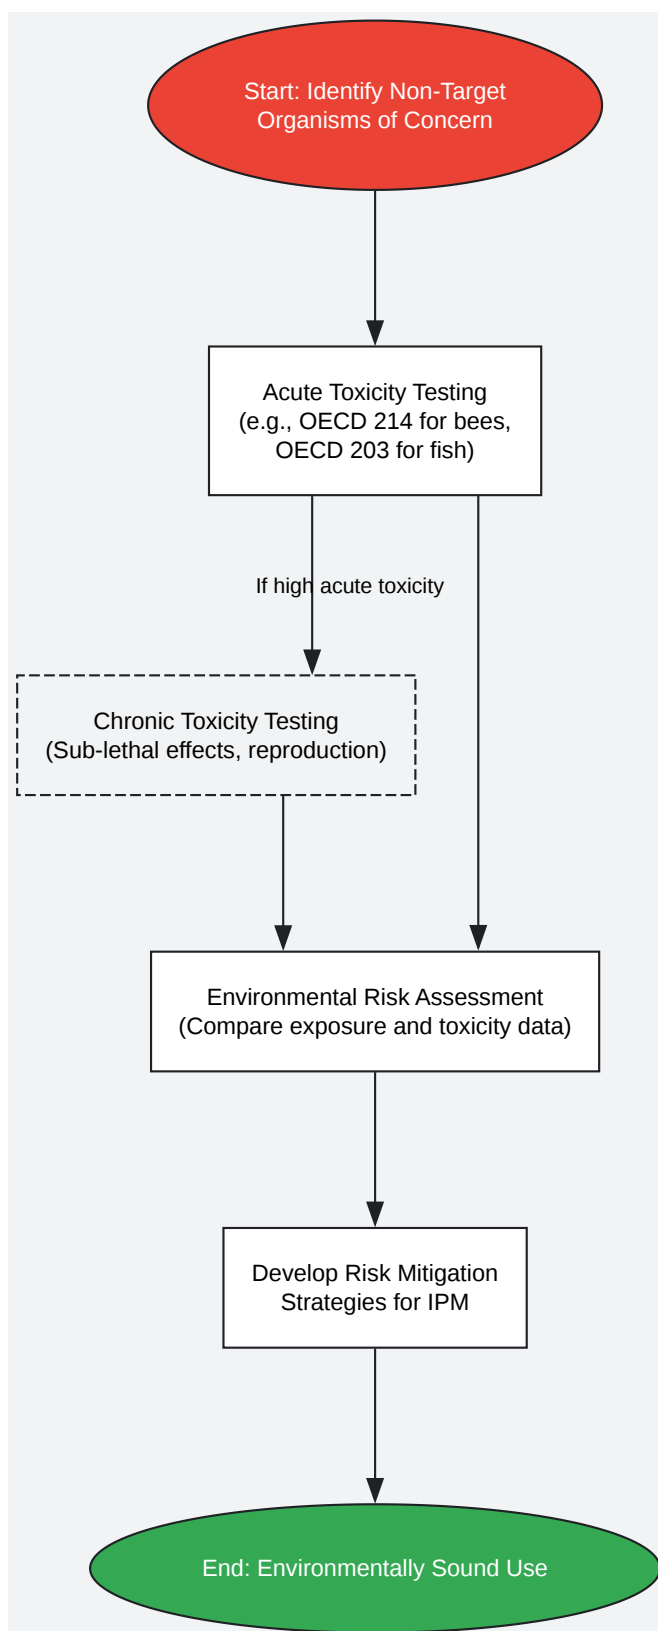 Start: Identify Non-Target
Organisms of Concern
Acute Toxicity Testing
(e.g., OECD 214 for bees,
OECD 203 for fish)
If high acute toxicity
Chronic Toxicity Testing
(Sub-lethal effects, reproduction)
Environmental Risk Assessment
(Compare exposure and toxicity data)
Develop Risk Mitigation
Strategies for IPM
End: Environmentally Sound Use